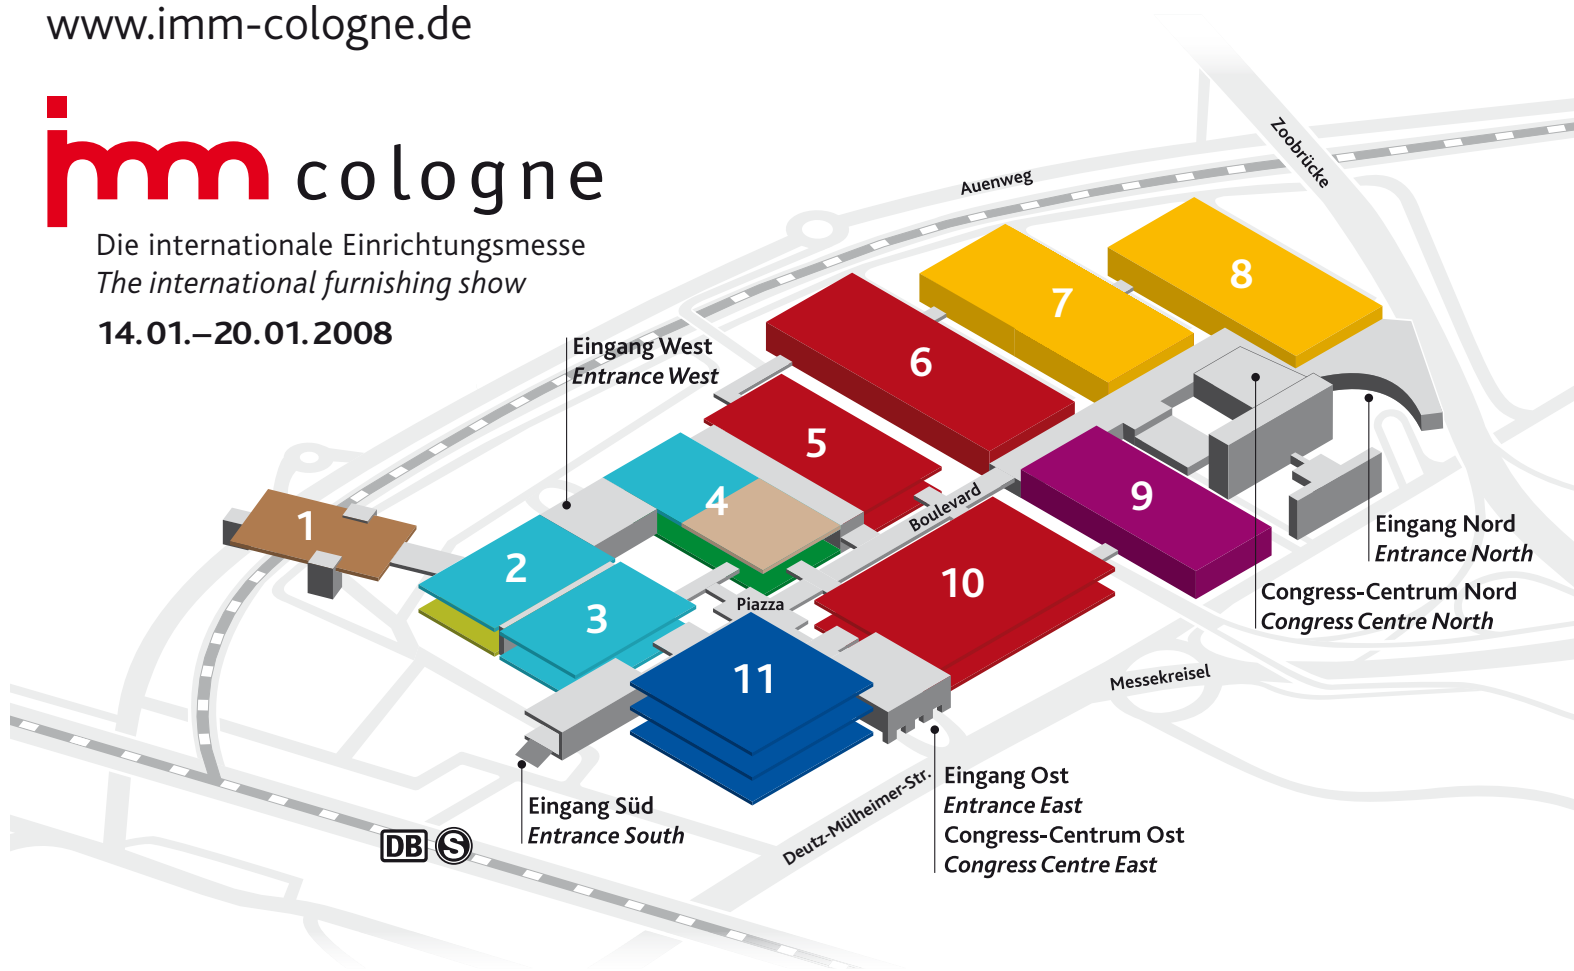 www.imm-cologne.de
imm cologne
Die internationale Einrichtungsmesse
The international furnishing show
14.01.–20.01.2008
Zoobrücke
Auenweg
8
7
6
Eingang West
Entrance West
5
4
9
Boulevard
1
2
3
10
Piazza
11
Eingang Nord
Entrance North
Congress-Centrum Nord
Congress Centre North
Messekreisel
Eingang Süd
Entrance South
Deutz-Mülheimer-Str.
Eingang Ost
Entrance East
Congress-Centrum Ost
Congress Centre East
DB S